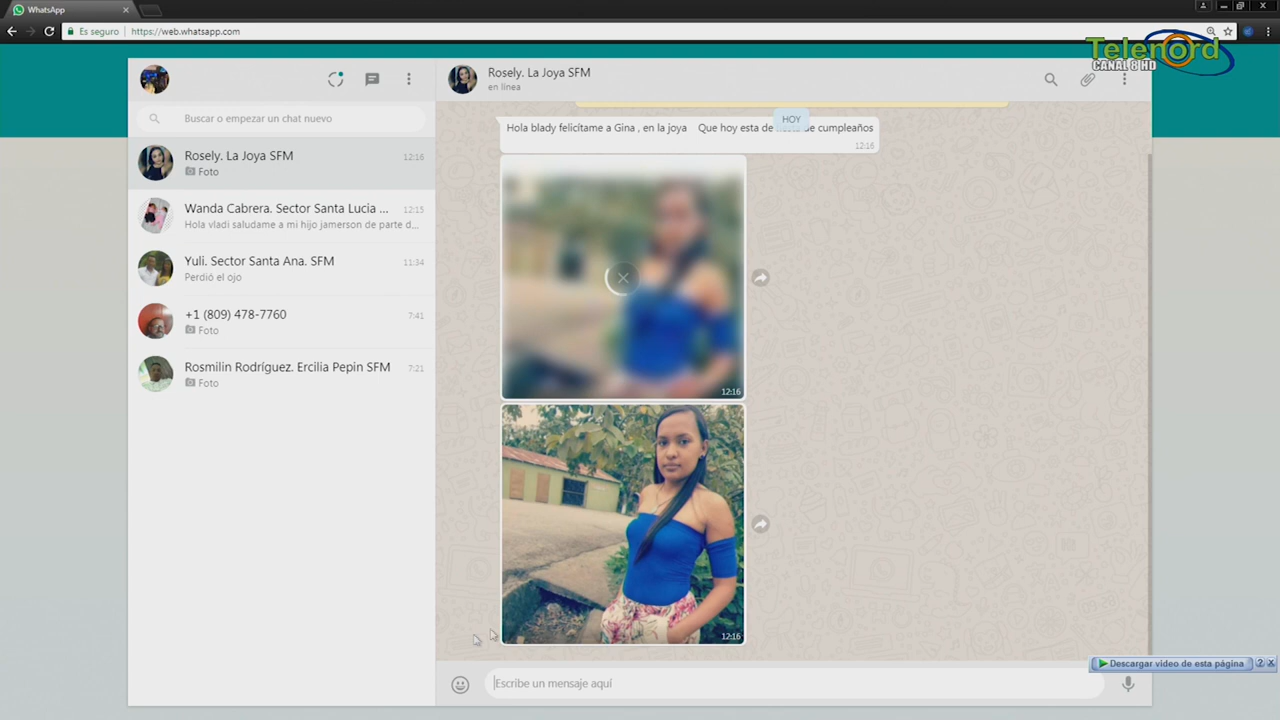 WhatsApp
Es seguro
https://web.whatsapp.com
Telenord
CANAL 8 HD
Rosely. La Joya SFM
en línea
Buscar o empezar un chat nuevo
Rosely. La Joya SFM 12:16
Foto
Wanda Cabrera. Sector Santa Lucia ... 12:15
Hola vladi saludame a mi hijo jamerson de parte d...
Yuli. Sector Santa Ana. SFM 11:34
Perdió el ojo
+1 (809) 478-7760 7:41
Foto
Rosmilin Rodríguez. Ercilia Pepin SFM 7:21
Foto
HOY
Hola blady felicítame a Gina , en la joya Que hoy esta de de cumpleaños
12:16
12:16
12:16
Descargar vídeo de esta página ? X
Escribe un mensaje aquí